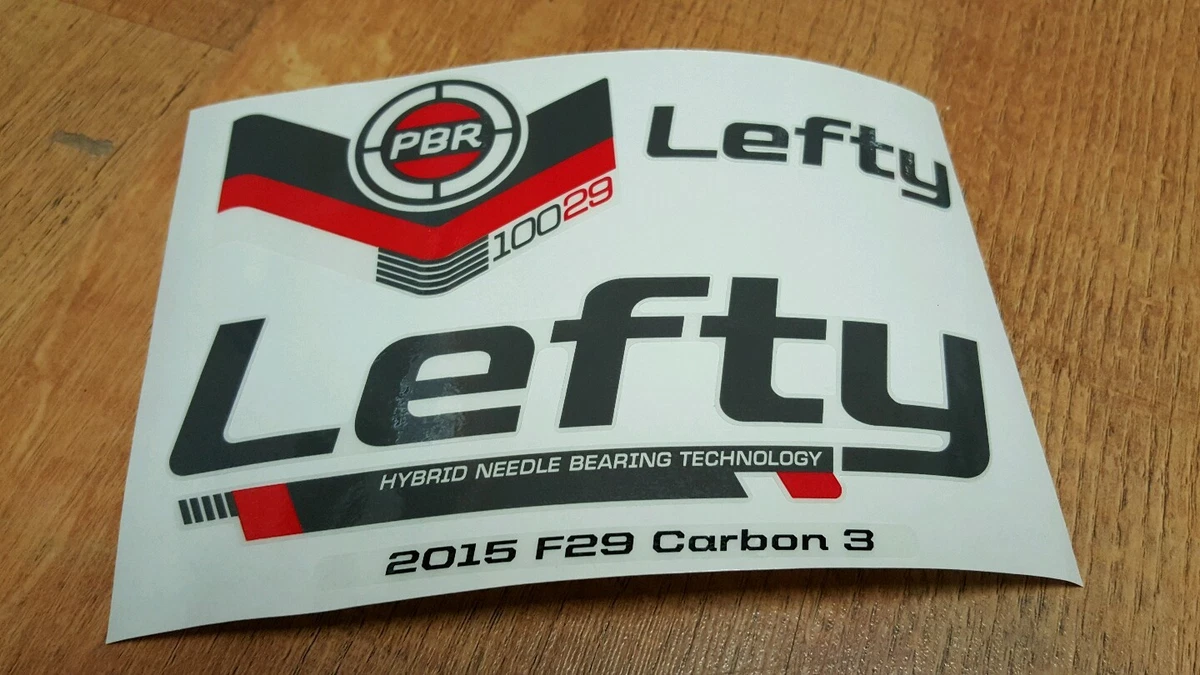 PBR
Lefty
10029
Lefty
HYBRID NEEDLE BEARING TECHNOLOGY
2015 F29 Carbon 3